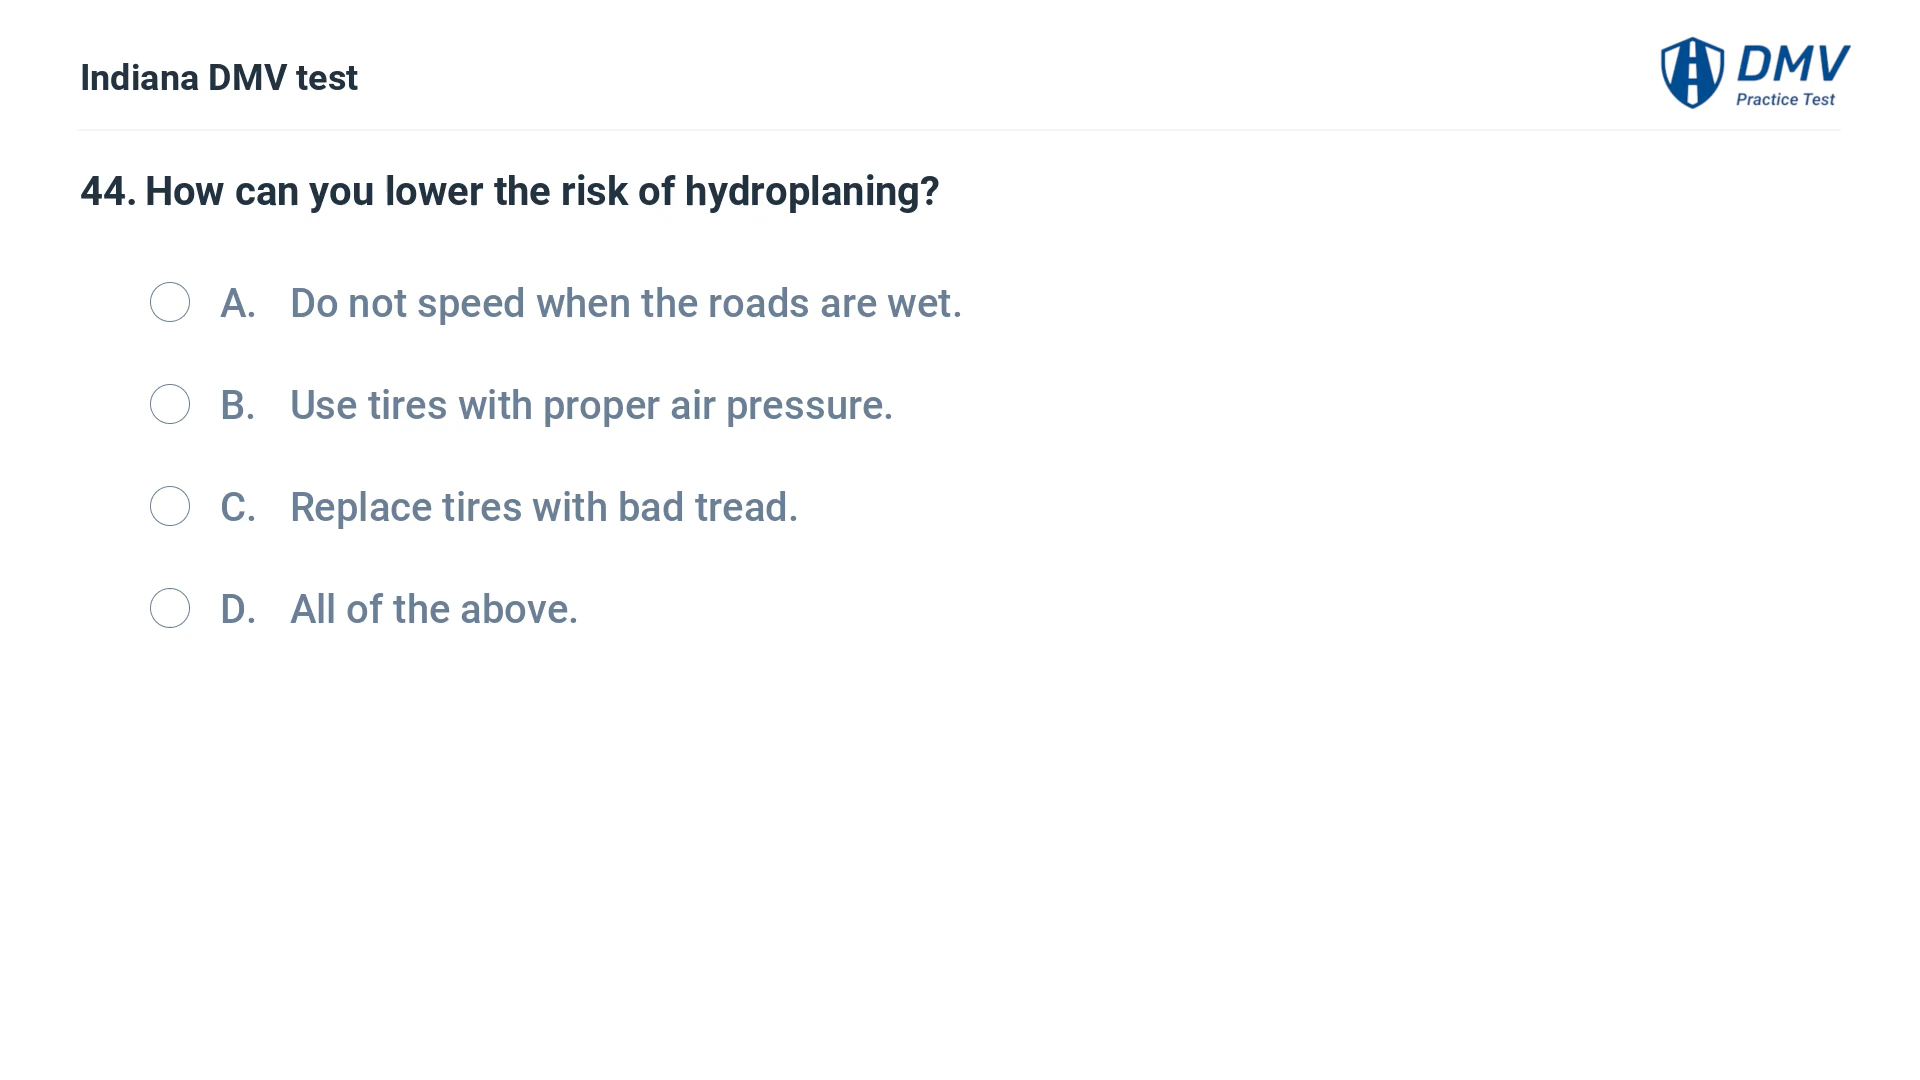 Indiana DMV test
DMV
Practice Test
44. How can you lower the risk of hydroplaning?
A. Do not speed when the roads are wet.
B. Use tires with proper air pressure.
C. Replace tires with bad tread.
D. All of the above.